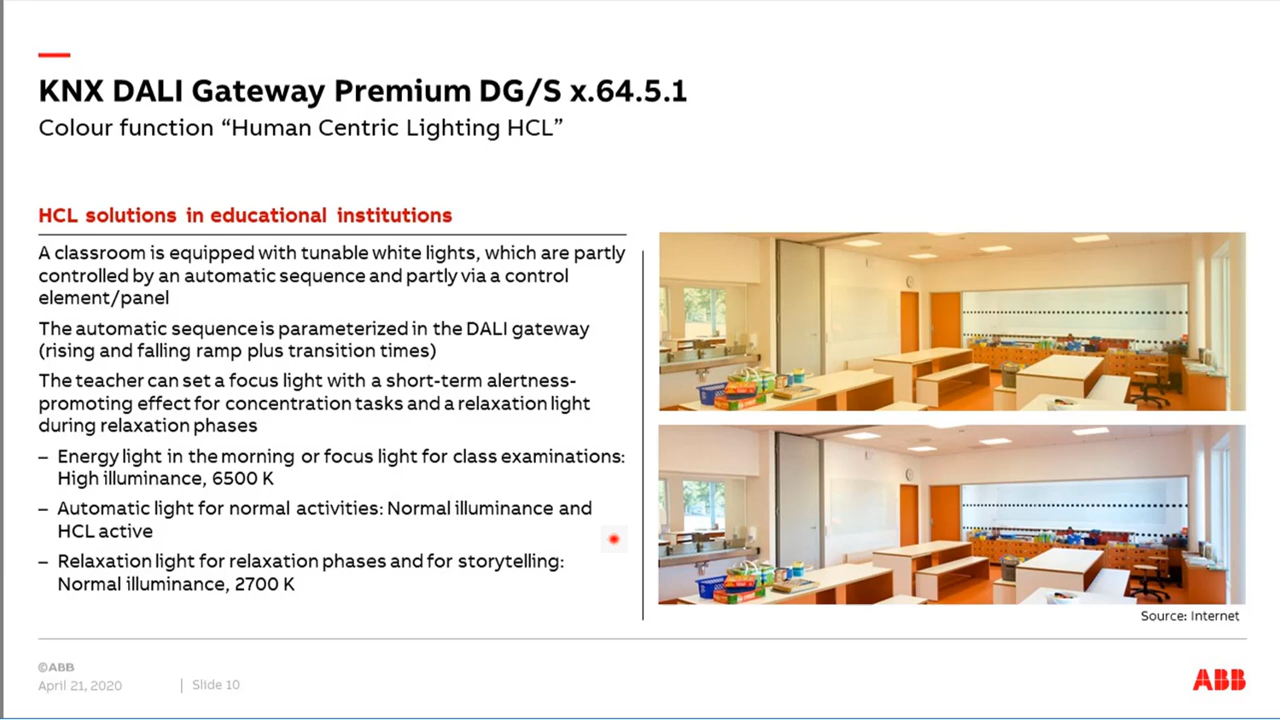 KNX DALI Gateway Premium DG/S x.64.5.1
Colour function “Human Centric Lighting HCL”
HCL solutions in educational institutions
A classroom is equipped with tunable white lights, which are partly
controlled by an automatic sequence and partly via a control
element/panel
The automatic sequence is parameterized in the DALI gateway
(rising and falling ramp plus transition times)
The teacher can set a focus light with a short-term alertness-
promoting effect for concentration tasks and a relaxation light
during relaxation phases
– Energy light in the morning or focus light for class examinations:
High illuminance, 6500 K
– Automatic light for normal activities: Normal illuminance and
HCL active
– Relaxation light for relaxation phases and for storytelling:
Normal illuminance, 2700 K
Source: Internet
©ABB
April 21, 2020 | Slide 10
ABB